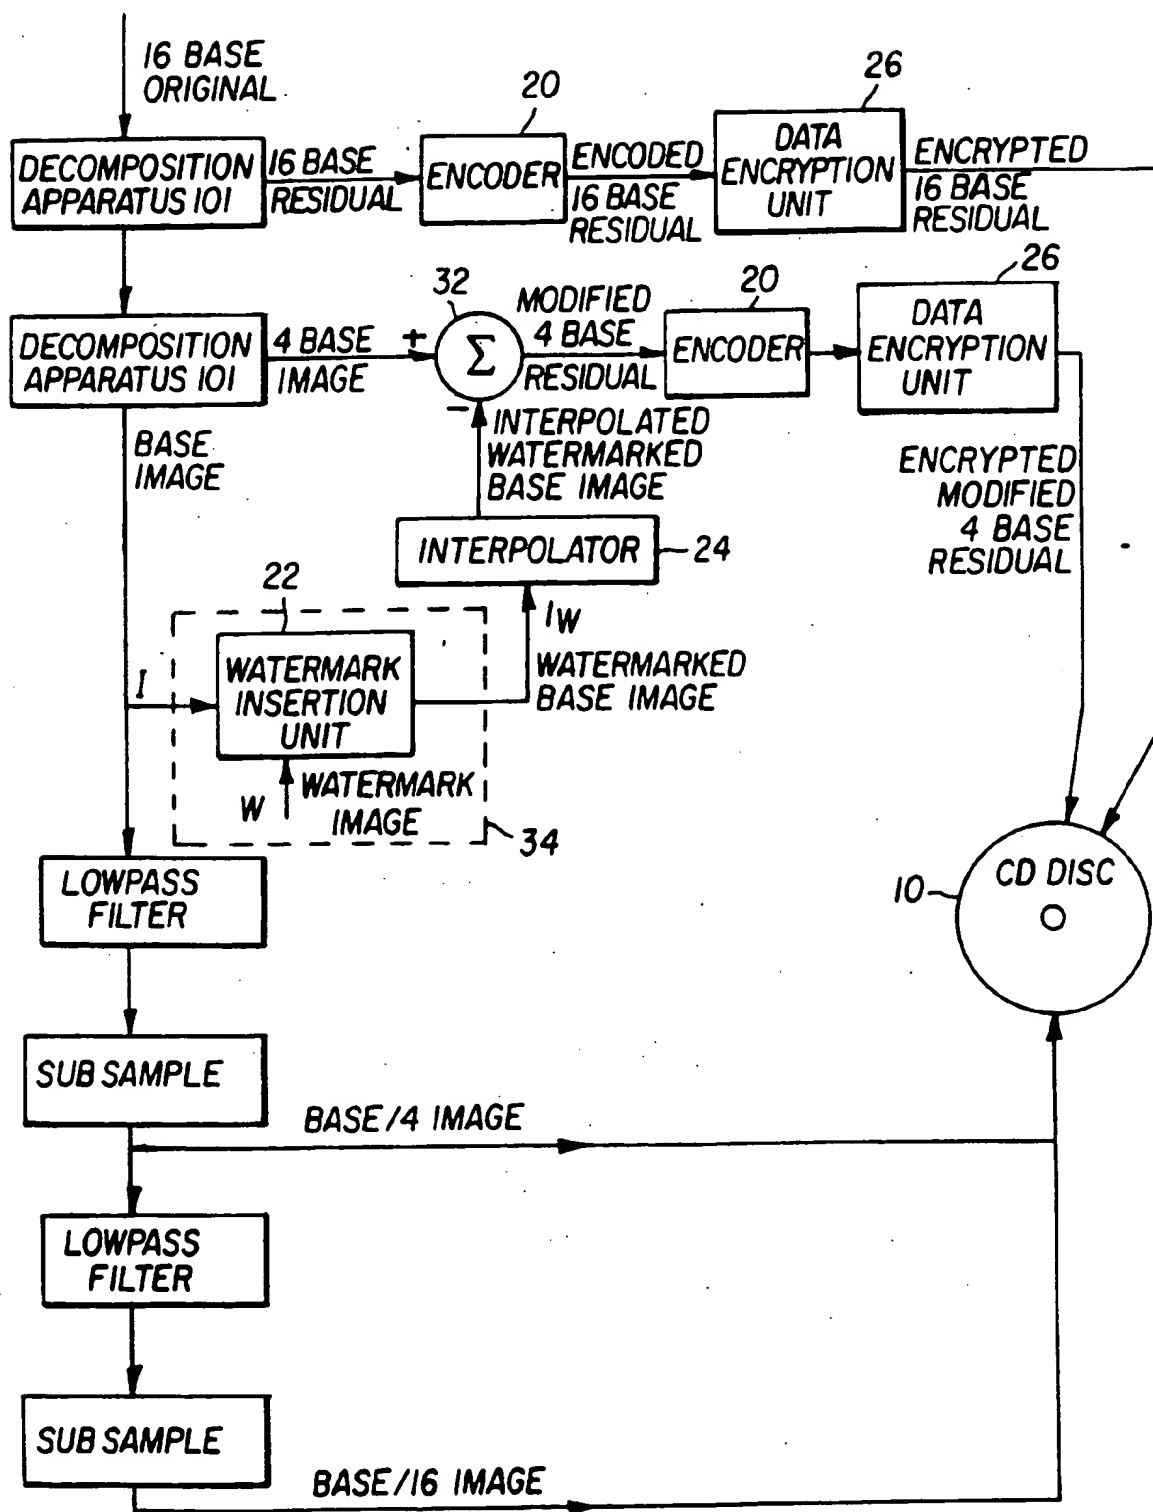 16 BASE
ORIGINAL
20
26
DECOMPOSITION
APPARATUS 101
16 BASE
RESIDUAL
ENCODER
ENCODED
16 BASE
RESIDUAL
DATA
ENCRYPTION
UNIT
ENCRYPTED
16 BASE
RESIDUAL
32
20
26
DECOMPOSITION
APPARATUS 101
4 BASE
IMAGE
+
Σ
-
MODIFIED
4 BASE
RESIDUAL
ENCODER
DATA
ENCRYPTION
UNIT
BASE
IMAGE
INTERPOLATED
WATERMARKED
BASE IMAGE
ENCRYPTED
MODIFIED
4 BASE
RESIDUAL
INTERPOLATOR
24
22
IW
I
WATERMARK
INSERTION
UNIT
WATERMARKED
BASE IMAGE
W
WATERMARK
IMAGE
34
LOWPASS
FILTER
10
CD DISC
SUB SAMPLE
BASE/4 IMAGE
LOWPASS
FILTER
SUB SAMPLE
BASE/16 IMAGE